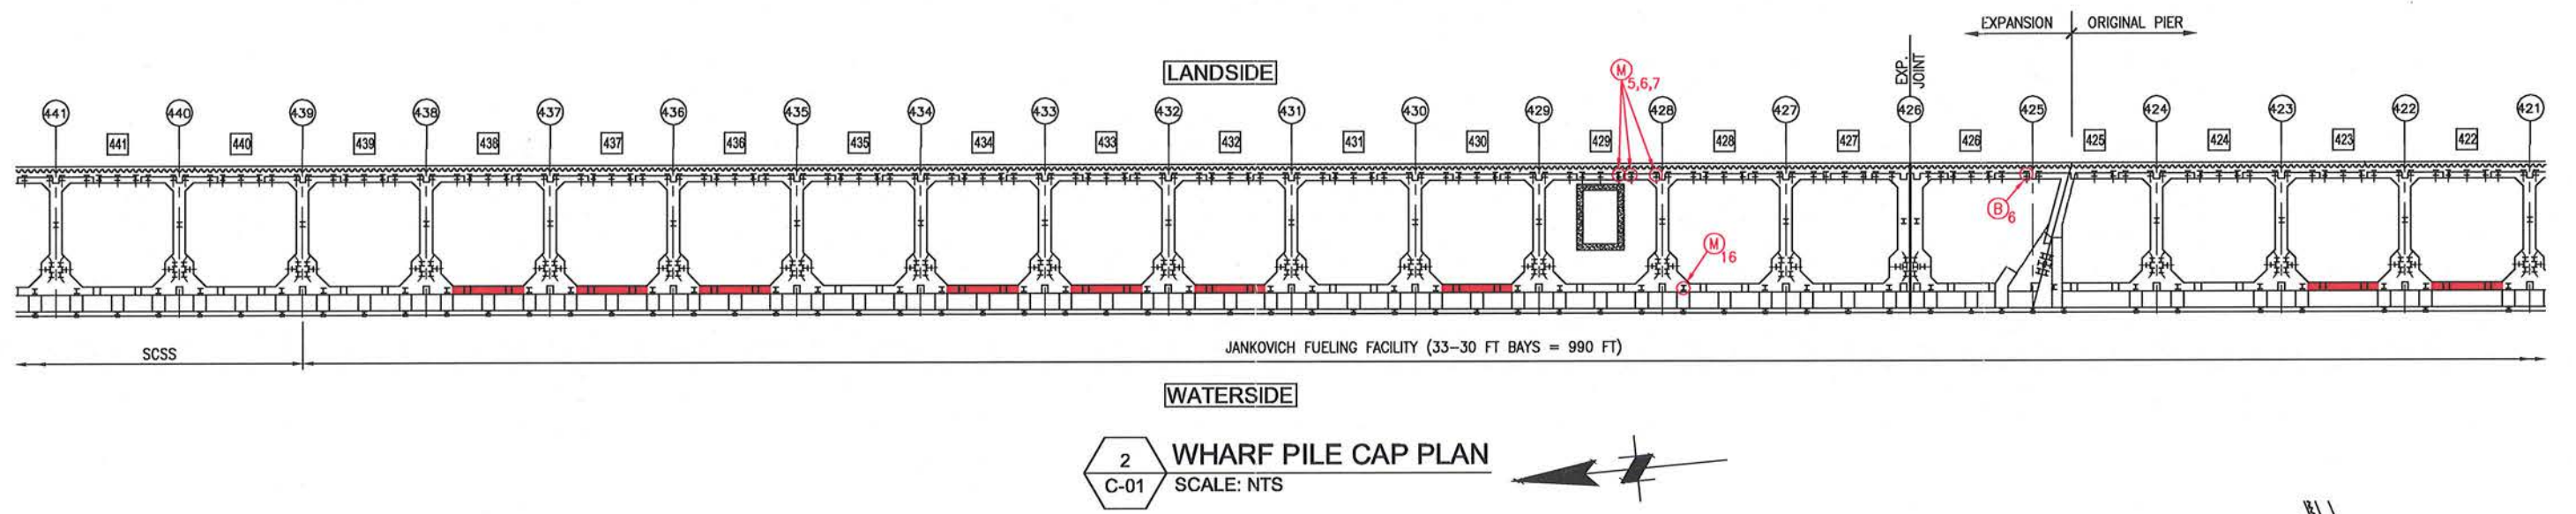 EXPANSION ORIGINAL PIER
LANDSIDE
EXP. JOINT
M 5,6,7
441 440 439 438 437 436 435 434 433 432 431 430 429 428 427 426 425 424 423 422 421
441 440 439 438 437 436 435 434 433 432 431 430 429 428 427 426 425 424 423 422
B 6
M 16
SCSS
JANKOVICH FUELING FACILITY (33-30 FT BAYS = 990 FT)
WATERSIDE
2
C-01
WHARF PILE CAP PLAN
SCALE: NTS